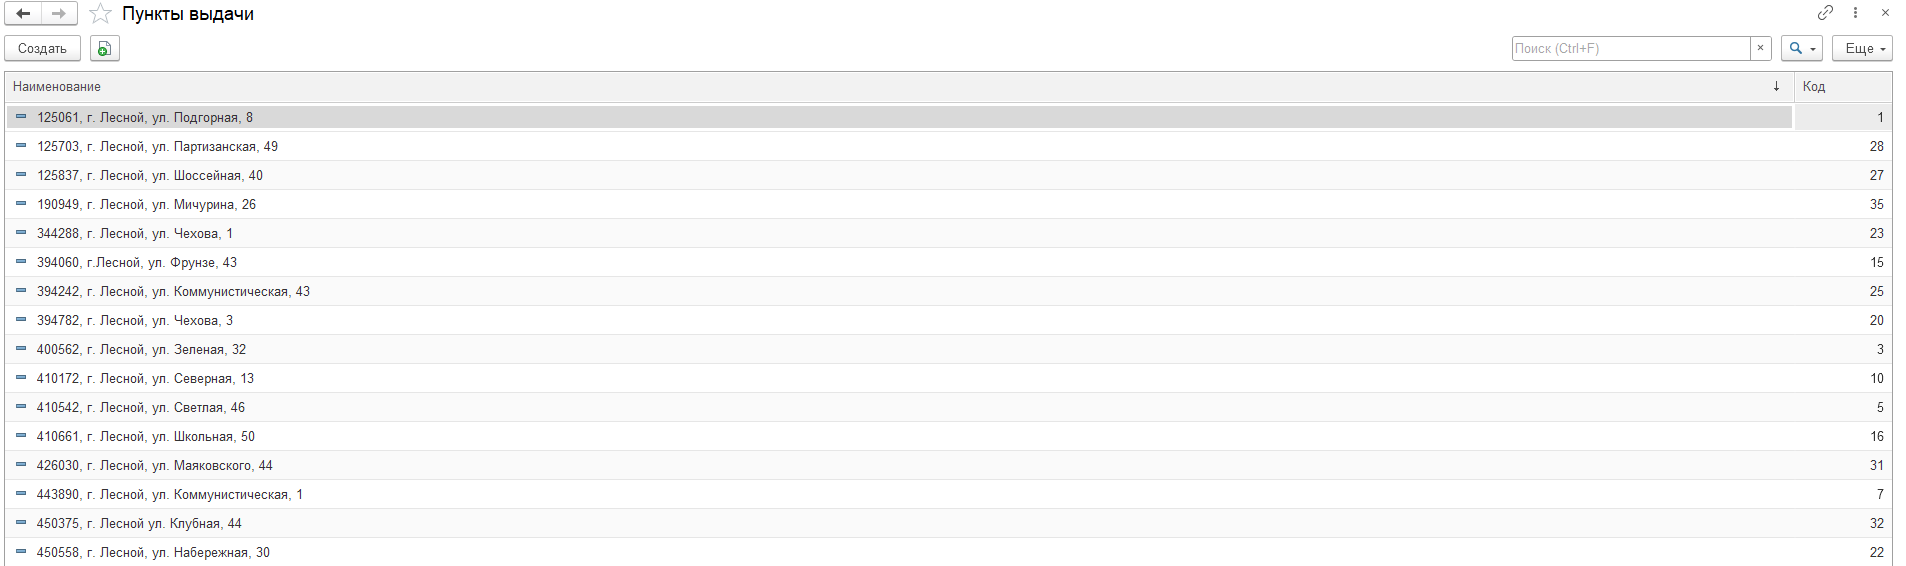 Пункты выдачи
Создать Поиск (Ctrl+F) × Еще
Наименование ↓ Код
125061, г. Лесной, ул. Подгорная, 8 1
125703, г. Лесной, ул. Партизанская, 49 28
125837, г. Лесной, ул. Шоссейная, 40 27
190949, г. Лесной, ул. Мичурина, 26 35
344288, г. Лесной, ул. Чехова, 1 23
394060, г.Лесной, ул. Фрунзе, 43 15
394242, г. Лесной, ул. Коммунистическая, 43 25
394782, г. Лесной, ул. Чехова, 3 20
400562, г. Лесной, ул. Зеленая, 32 3
410172, г. Лесной, ул. Северная, 13 10
410542, г. Лесной, ул. Светлая, 46 5
410661, г. Лесной, ул. Школьная, 50 16
426030, г. Лесной, ул. Маяковского, 44 31
443890, г. Лесной, ул. Коммунистическая, 1 7
450375, г. Лесной ул. Клубная, 44 32
450558, г. Лесной, ул. Набережная, 30 22